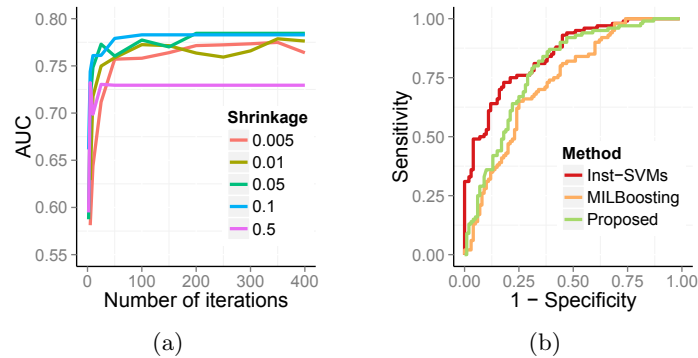 0.80
0.75
0.70
0.65
0.60
0.55
AUC
0
100
200
300
400
Number of iterations
Shrinkage
0.005
0.01
0.05
0.1
0.5
(a)
1.00
0.75
0.50
0.25
0.00
Sensitivity
0.00
0.25
0.50
0.75
1.00
1 − Specificity
Method
Inst−SVMs
MILBoosting
Proposed
(b)